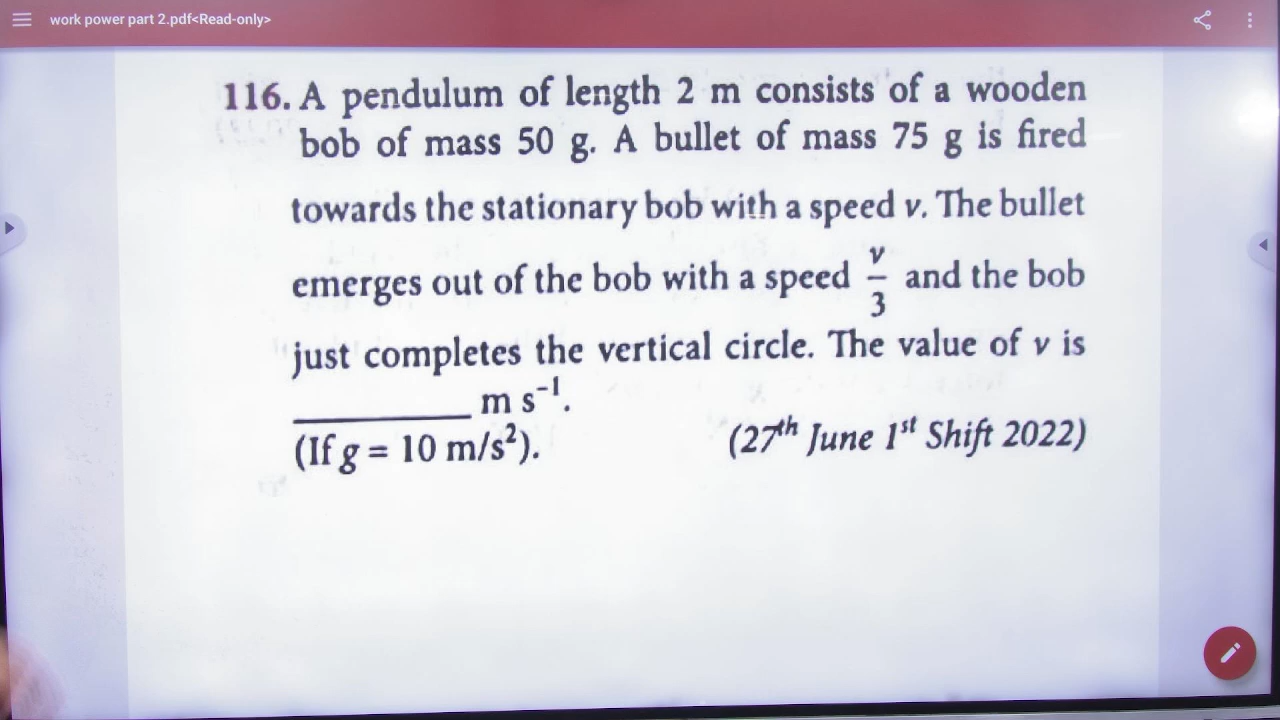 work power part 2.pdf<Read-only>
116. A pendulum of length 2 m consists of a wooden
bob of mass 50 g. A bullet of mass 75 g is fired
towards the stationary bob with a speed v. The bullet
emerges out of the bob with a speed v/3 and the bob
just completes the vertical circle. The value of v is
__________ m s⁻¹.
(If g = 10 m/s²). (27th June 1st Shift 2022)